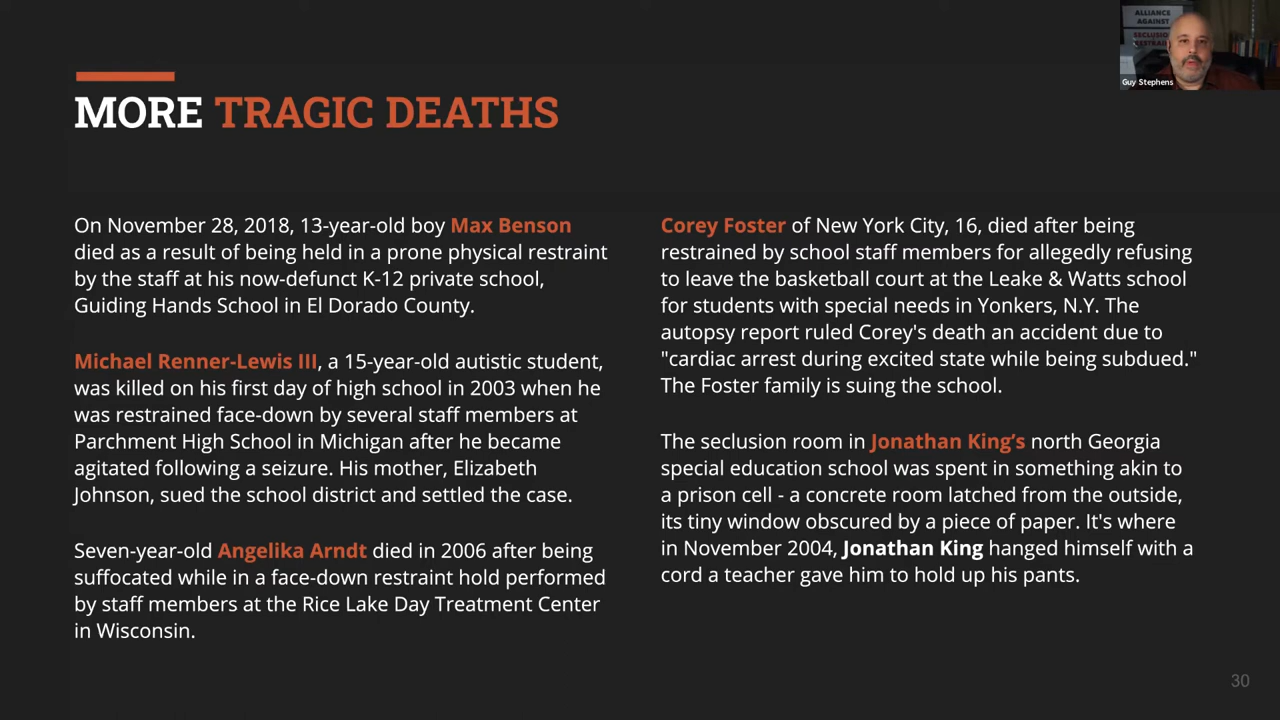 ALLIANCE
AGAINST
SECLUSION
RESTRAI
Guy Stephens
MORE TRAGIC DEATHS
On November 28, 2018, 13-year-old boy Max Benson
died as a result of being held in a prone physical restraint
by the staff at his now-defunct K-12 private school,
Guiding Hands School in El Dorado County.
Michael Renner-Lewis III, a 15-year-old autistic student,
was killed on his first day of high school in 2003 when he
was restrained face-down by several staff members at
Parchment High School in Michigan after he became
agitated following a seizure. His mother, Elizabeth
Johnson, sued the school district and settled the case.
Seven-year-old Angelika Arndt died in 2006 after being
suffocated while in a face-down restraint hold performed
by staff members at the Rice Lake Day Treatment Center
in Wisconsin.
Corey Foster of New York City, 16, died after being
restrained by school staff members for allegedly refusing
to leave the basketball court at the Leake & Watts school
for students with special needs in Yonkers, N.Y. The
autopsy report ruled Corey's death an accident due to
"cardiac arrest during excited state while being subdued."
The Foster family is suing the school.
The seclusion room in Jonathan King's north Georgia
special education school was spent in something akin to
a prison cell - a concrete room latched from the outside,
its tiny window obscured by a piece of paper. It's where
in November 2004, Jonathan King hanged himself with a
cord a teacher gave him to hold up his pants.
30